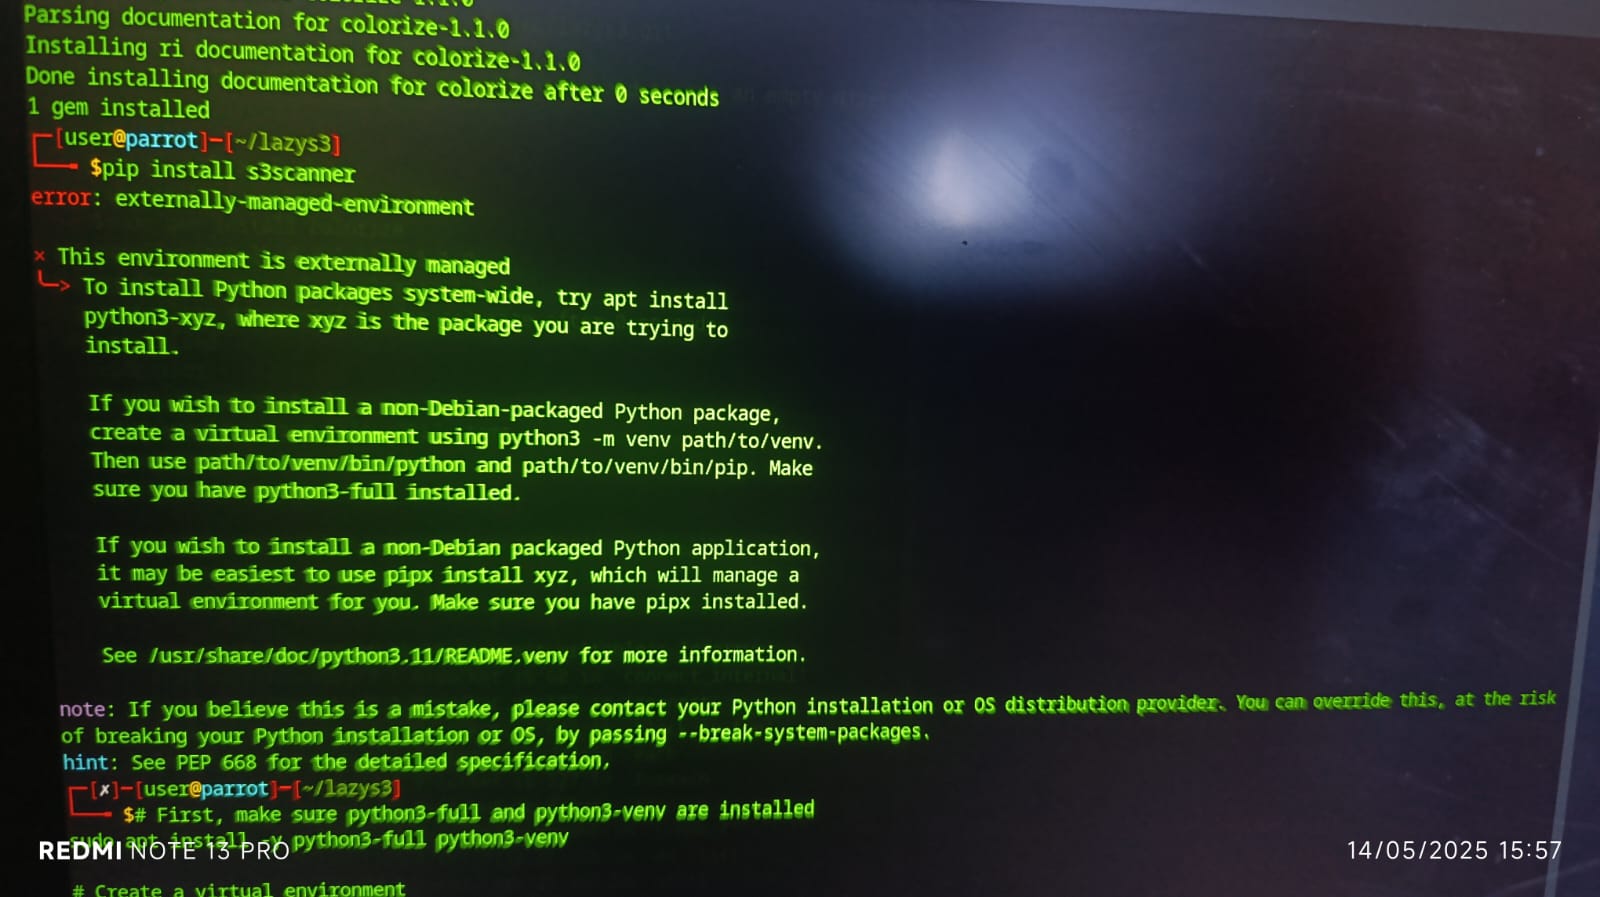 Parsing documentation for colorize-1.1.0
Installing ri documentation for colorize-1.1.0
Done installing documentation for colorize after 0 seconds
1 gem installed
[user@parrot]-[~/lazys3]
$pip install s3scanner
error: externally-managed-environment
× This environment is externally managed
╰─> To install Python packages system-wide, try apt install
python3-xyz, where xyz is the package you are trying to
install.
If you wish to install a non-Debian-packaged Python package,
create a virtual environment using python3 -m venv path/to/venv.
Then use path/to/venv/bin/python and path/to/venv/bin/pip. Make
sure you have python3-full installed.
If you wish to install a non-Debian packaged Python application,
it may be easiest to use pipx install xyz, which will manage a
virtual environment for you. Make sure you have pipx installed.
See /usr/share/doc/python3.11/README.venv for more information.
note: If you believe this is a mistake, please contact your Python installation or OS distribution provider. You can override this, at the risk
of breaking your Python installation or OS, by passing --break-system-packages.
hint: See PEP 668 for the detailed specification.
[✗]-[user@parrot]-[~/lazys3]
$# First, make sure python3-full and python3-venv are installed
sudo apt install -y python3-full python3-venv
# Create a virtual environment
REDMI NOTE 13 PRO
14/05/2025 15:57